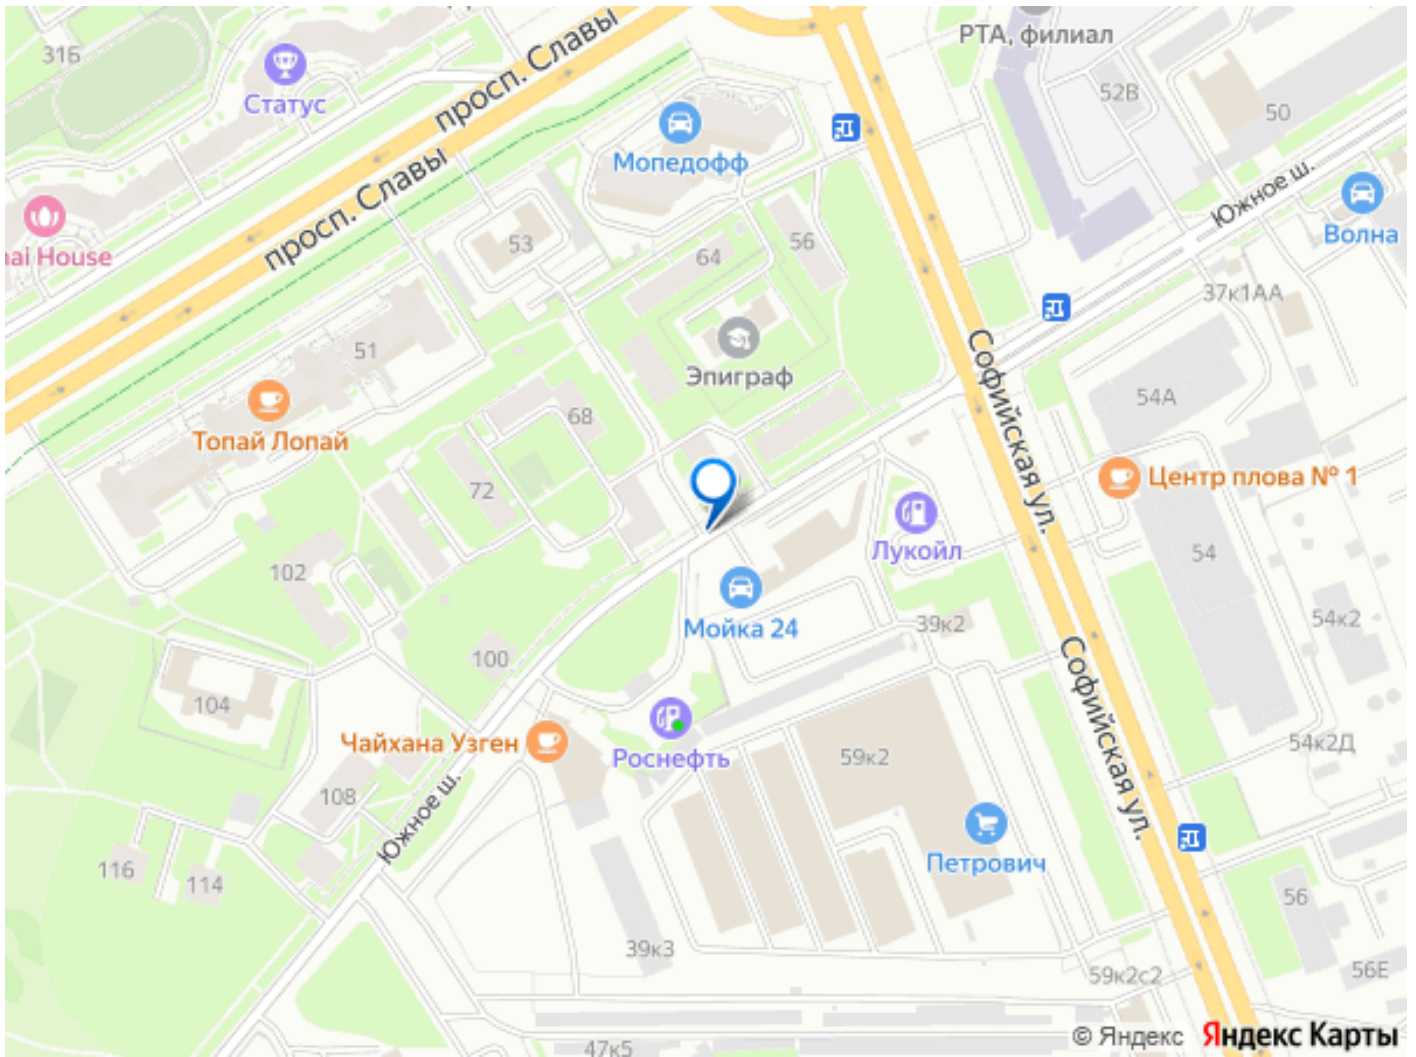 31Б
Статус
просп. Славы
просп. Славы
Мопедофф
РТА, филиал
52В
50
Южное ш.
Волна
nai House
53
64
56
37к1АА
51
Эпиграф
Софийская ул.
54А
Топай Лопай
68
72
Центр плова № 1
Лукойл
54
102
Мойка 24
39к2
54к2
100
104
Софийская ул.
Чайхана Узген
Роснефть
59к2
54к2Д
108
Южное ш.
Петрович
116
114
56
39к3
59к2с2
56Е
47к5
© Яндекс Яндекс Карты